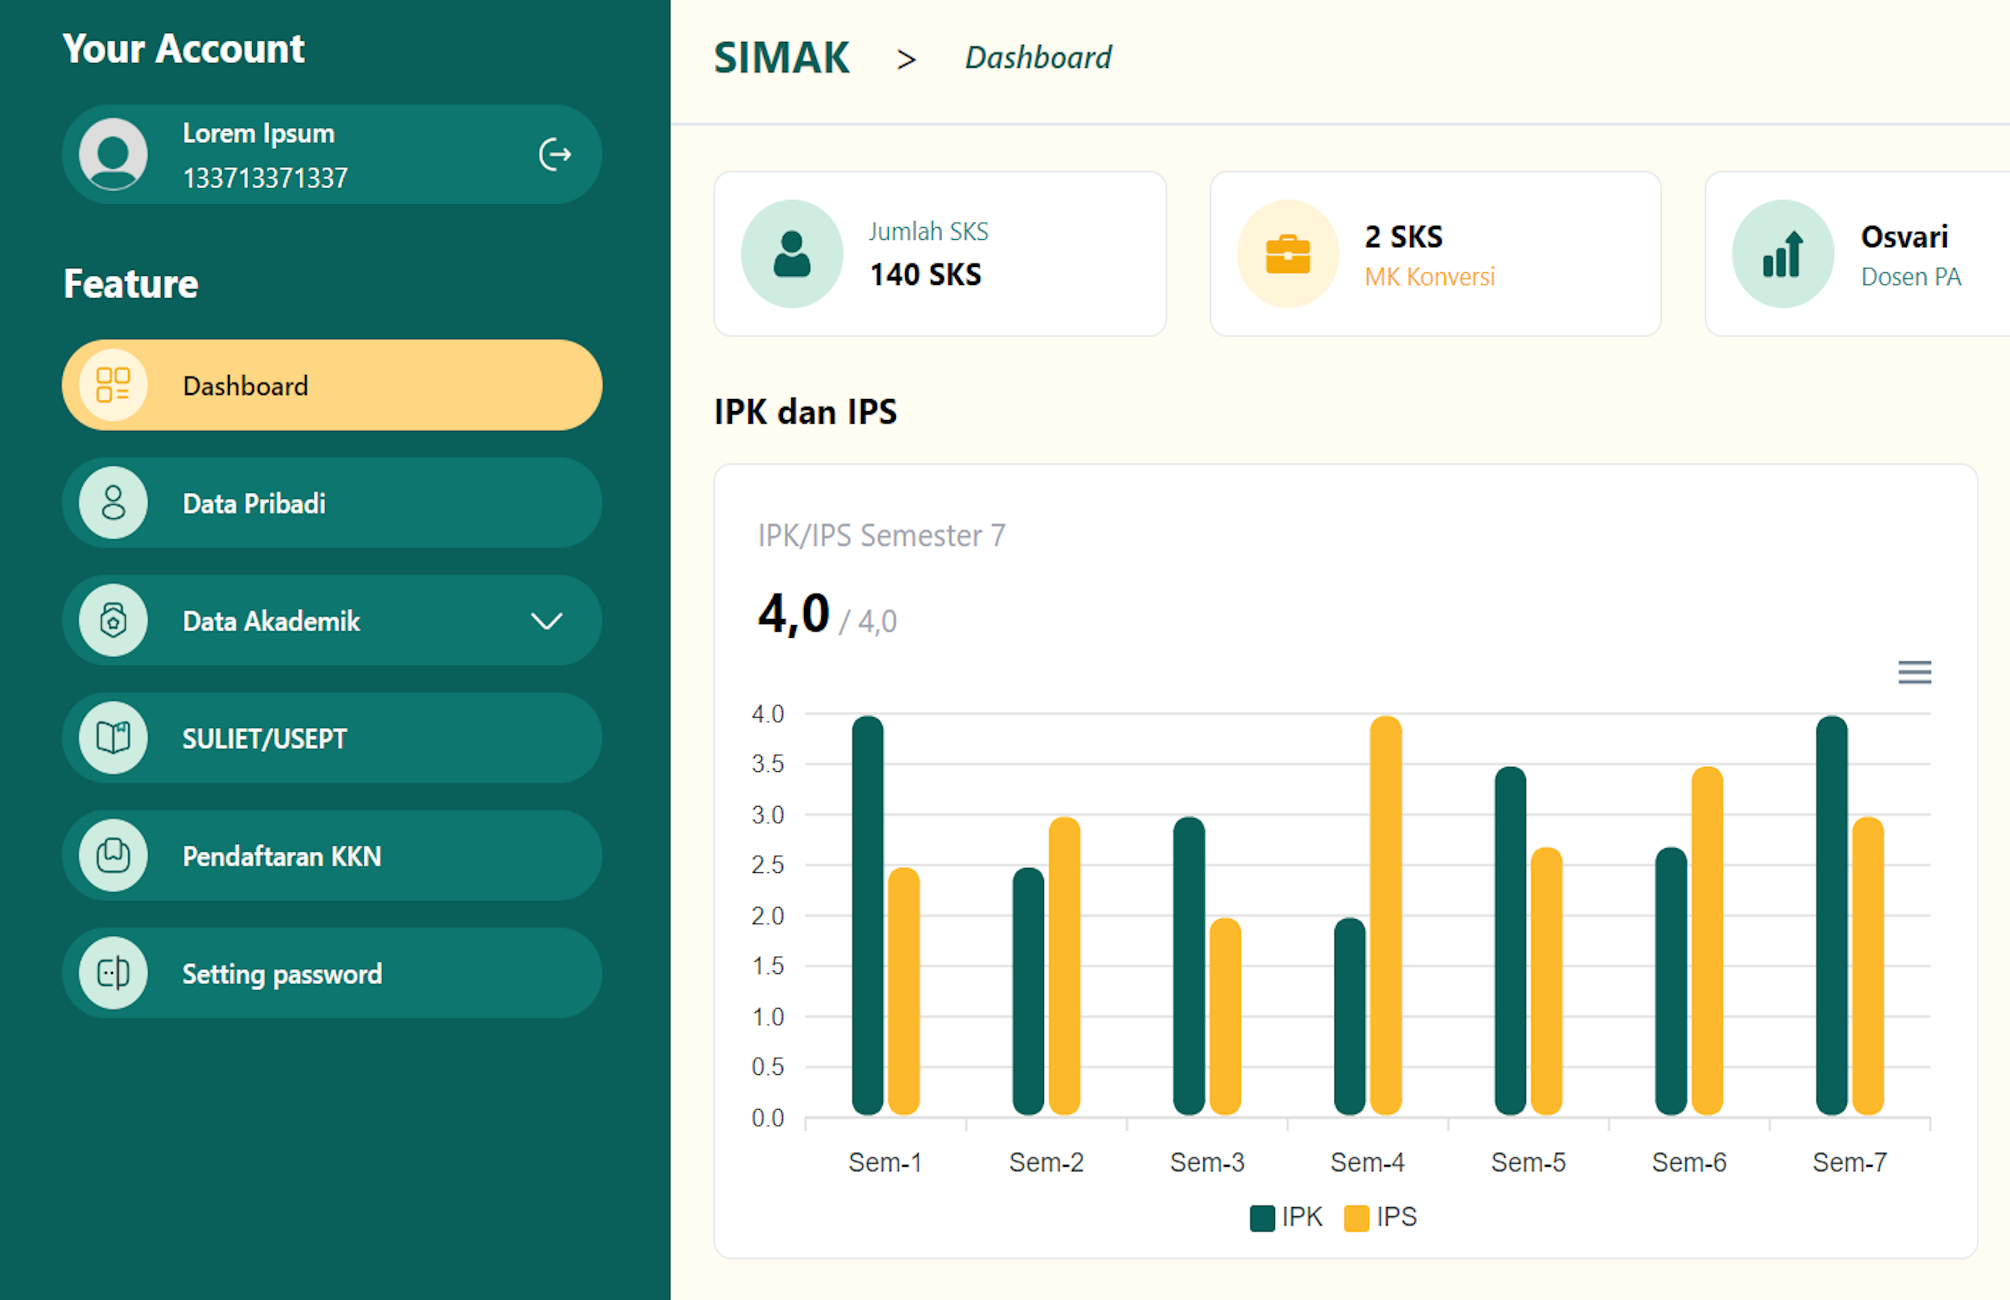 Your Account
Lorem Ipsum
133713371337
Feature
Dashboard
Data Pribadi
Data Akademik
SULIET/USEPT
Pendaftaran KKN
Setting password
SIMAK > Dashboard
Jumlah SKS
140 SKS
2 SKS
MK Konversi
Osvari
Dosen PA
IPK dan IPS
IPK/IPS Semester 7
4,0 / 4,0
4.0
3.5
3.0
2.5
2.0
1.5
1.0
0.5
0.0
Sem-1 Sem-2 Sem-3 Sem-4 Sem-5 Sem-6 Sem-7
IPK IPS